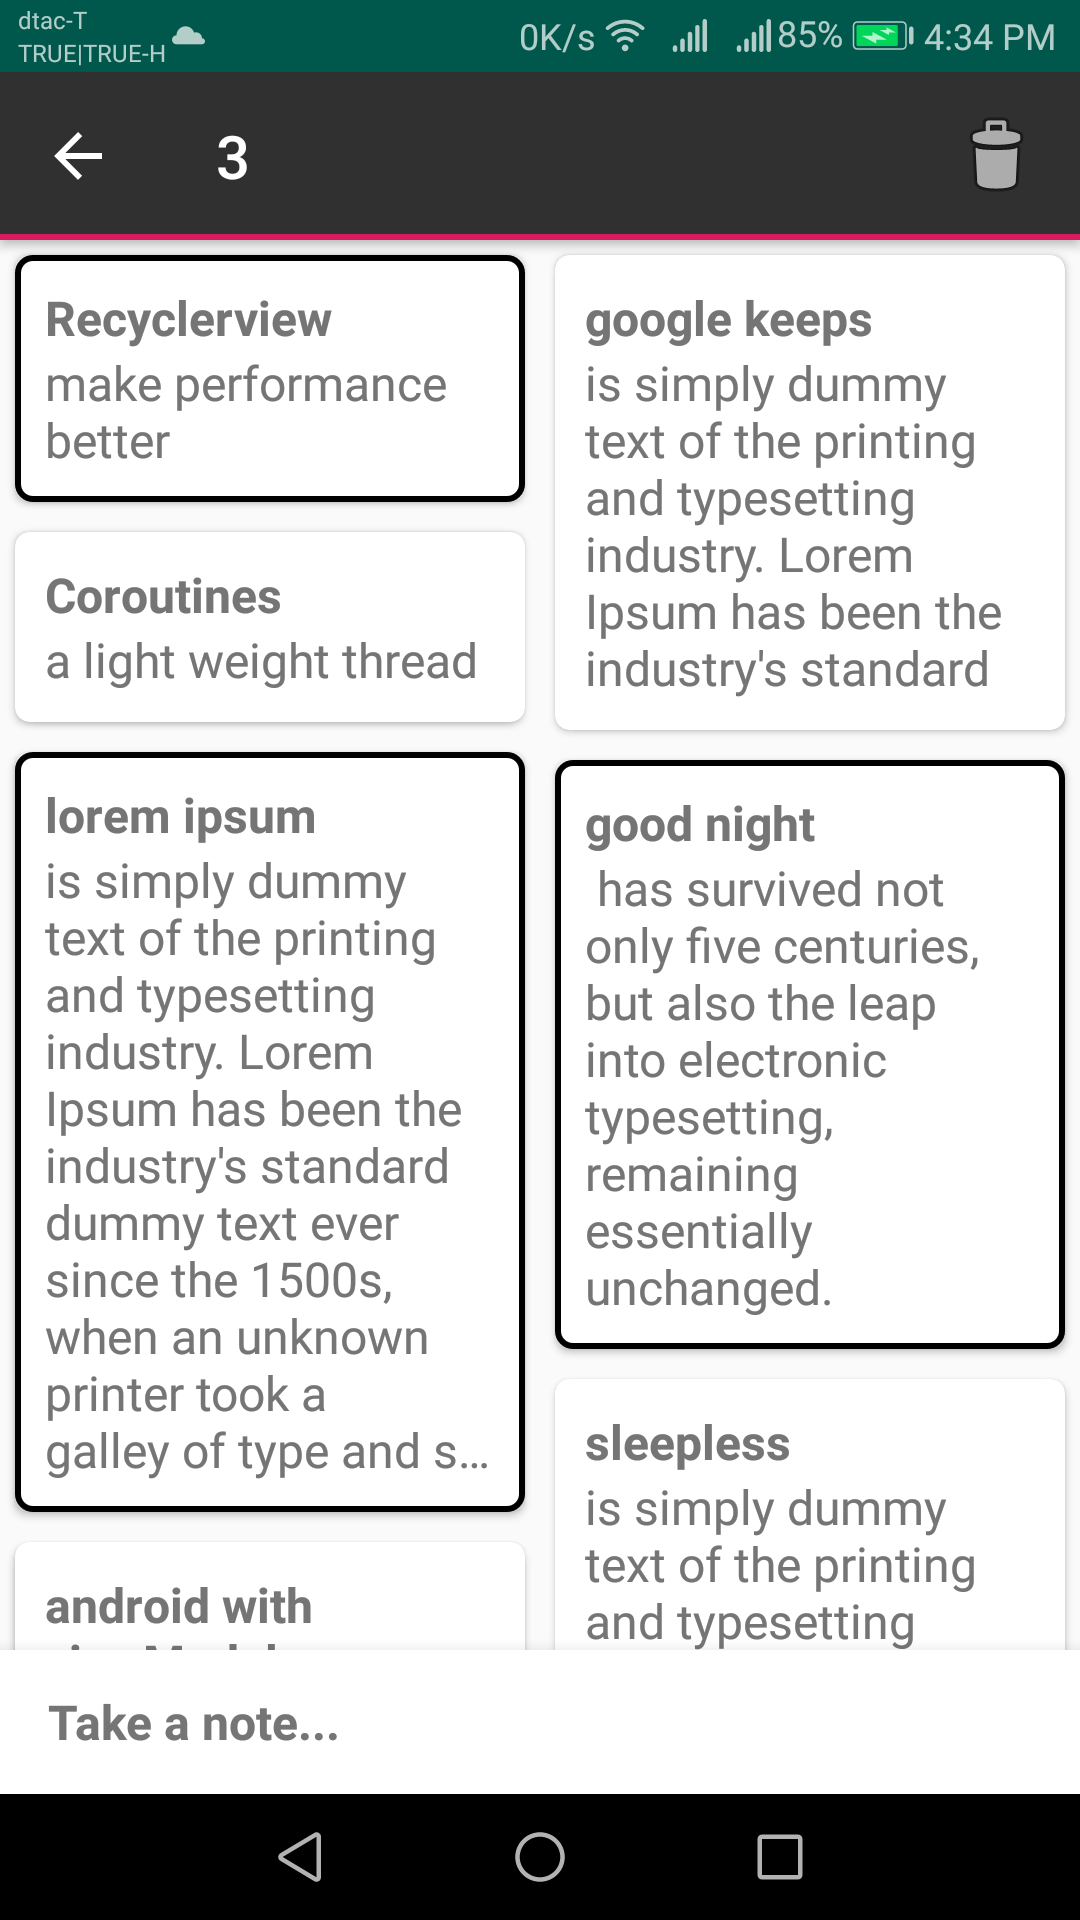 dtac-T
TRUE|TRUE-H
0K/s 85% 4:34 PM
3
Recyclerview
make performance
better
Coroutines
a light weight thread
lorem ipsum
is simply dummy
text of the printing
and typesetting
industry. Lorem
Ipsum has been the
industry's standard
dummy text ever
since the 1500s,
when an unknown
printer took a
galley of type and s...
android with
google keeps
is simply dummy
text of the printing
and typesetting
industry. Lorem
Ipsum has been the
industry's standard
good night
has survived not
only five centuries,
but also the leap
into electronic
typesetting,
remaining
essentially
unchanged.
sleepless
is simply dummy
text of the printing
and typesetting
Take a note...